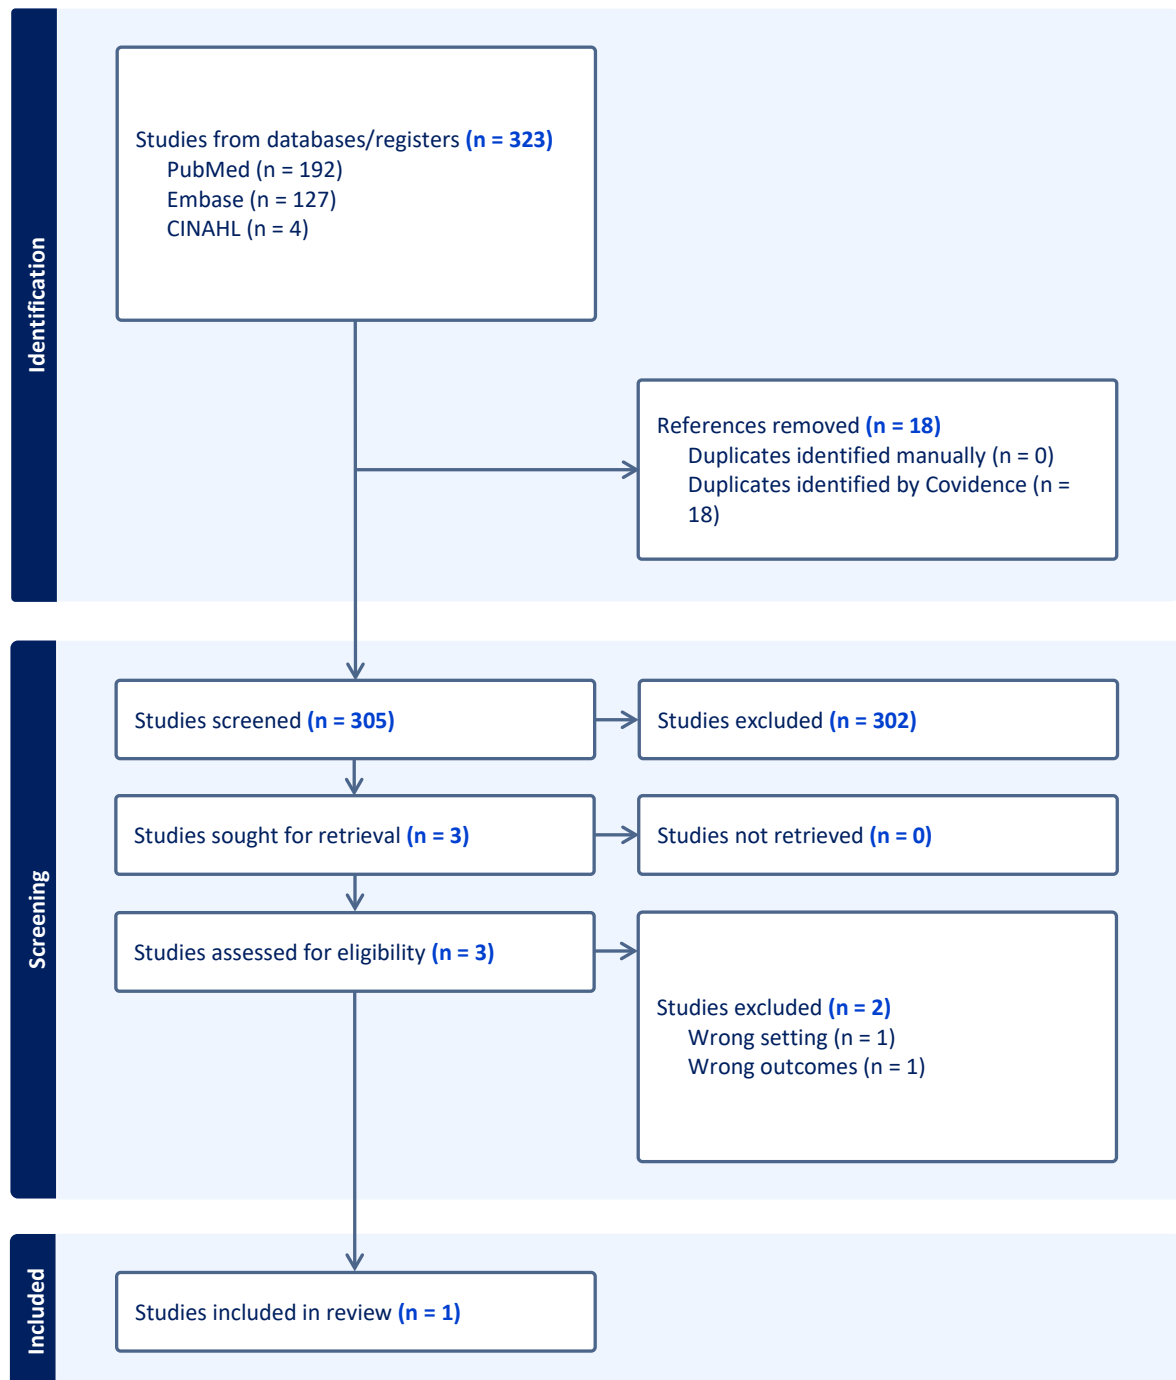 Identification
Studies from databases/registers (n = 323)
PubMed (n = 192)
Embase (n = 127)
CINAHL (n = 4)
References removed (n = 18)
Duplicates identified manually (n = 0)
Duplicates identified by Covidence (n =
18)
Screening
Studies screened (n = 305)
Studies excluded (n = 302)
Studies sought for retrieval (n = 3)
Studies not retrieved (n = 0)
Studies assessed for eligibility (n = 3)
Studies excluded (n = 2)
Wrong setting (n = 1)
Wrong outcomes (n = 1)
Included
Studies included in review (n = 1)